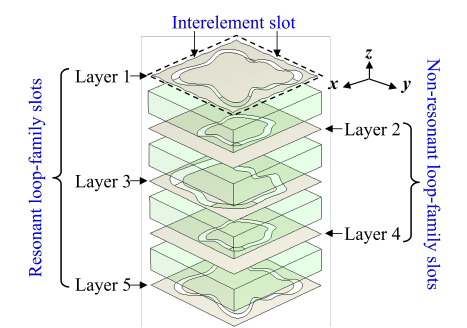 Interelement slot
Layer 1
z
x
y
Layer 2
Layer 3
Layer 4
Layer 5
Resonant loop-family slots
Non-resonant loop-family
slots